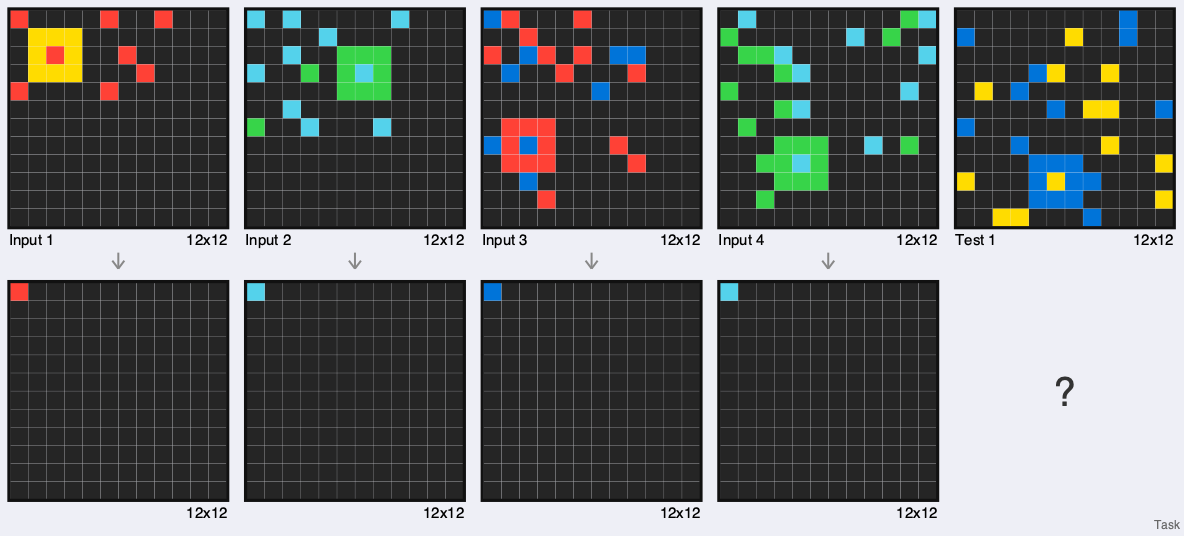 Input 1 12x12
Input 2 12x12
Input 3 12x12
Input 4 12x12
Test 1 12x12
↓ ↓ ↓ ↓
?
12x12
12x12
12x12
12x12
Task